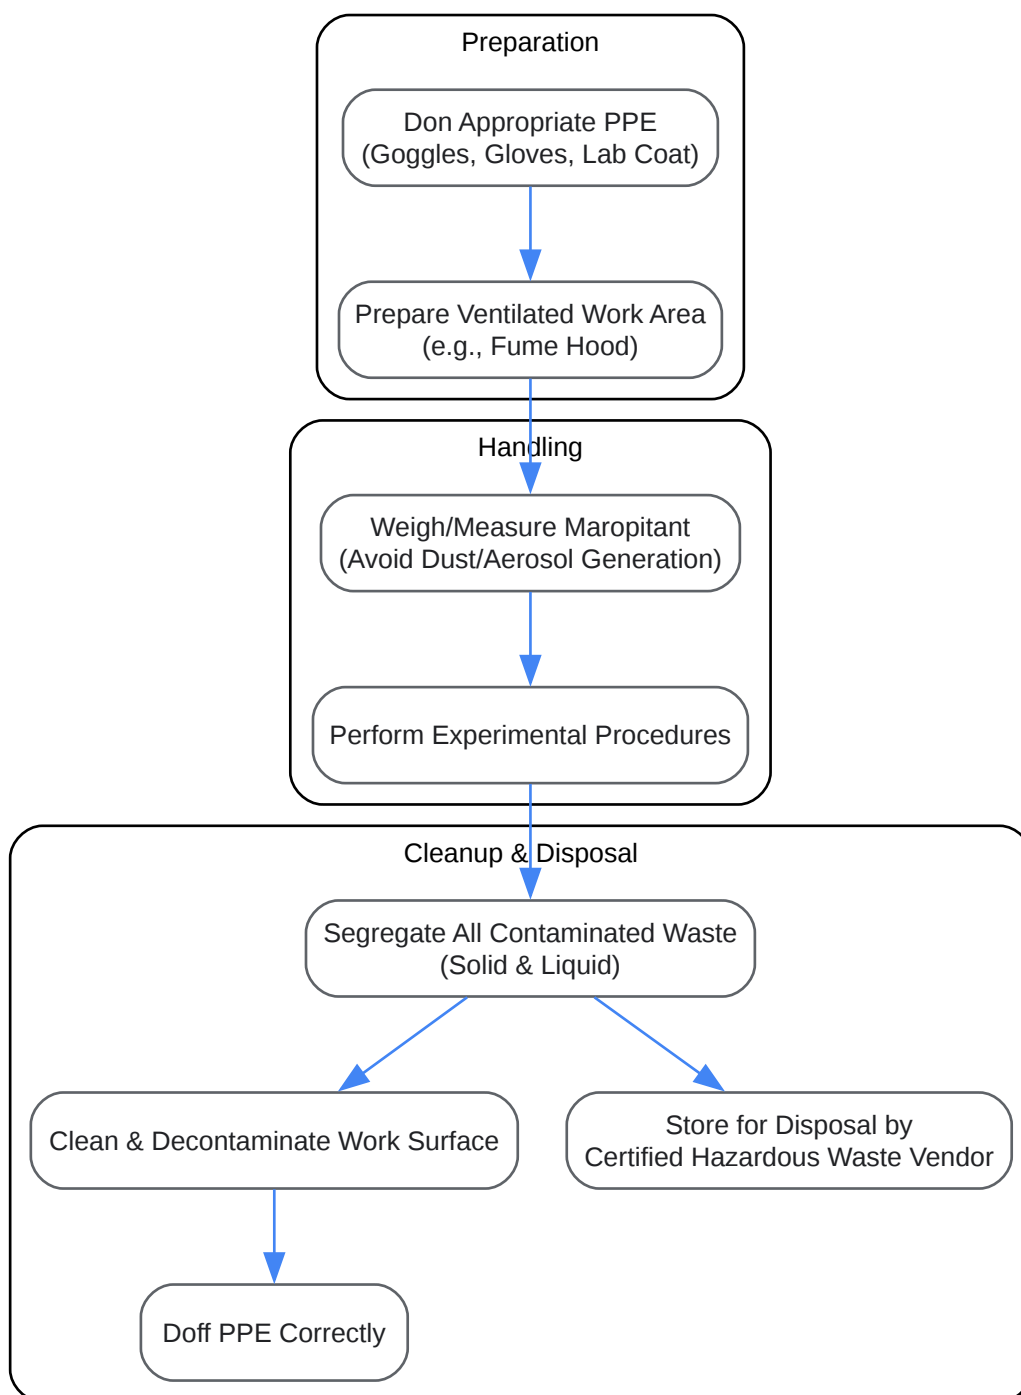 Preparation
Don Appropriate PPE
(Goggles, Gloves, Lab Coat)
Prepare Ventilated Work Area
(e.g., Fume Hood)
Handling
Weigh/Measure Maropitant
(Avoid Dust/Aerosol Generation)
Perform Experimental Procedures
Cleanup & Disposal
Segregate All Contaminated Waste
(Solid & Liquid)
Clean & Decontaminate Work Surface
Store for Disposal by
Certified Hazardous Waste Vendor
Doff PPE Correctly